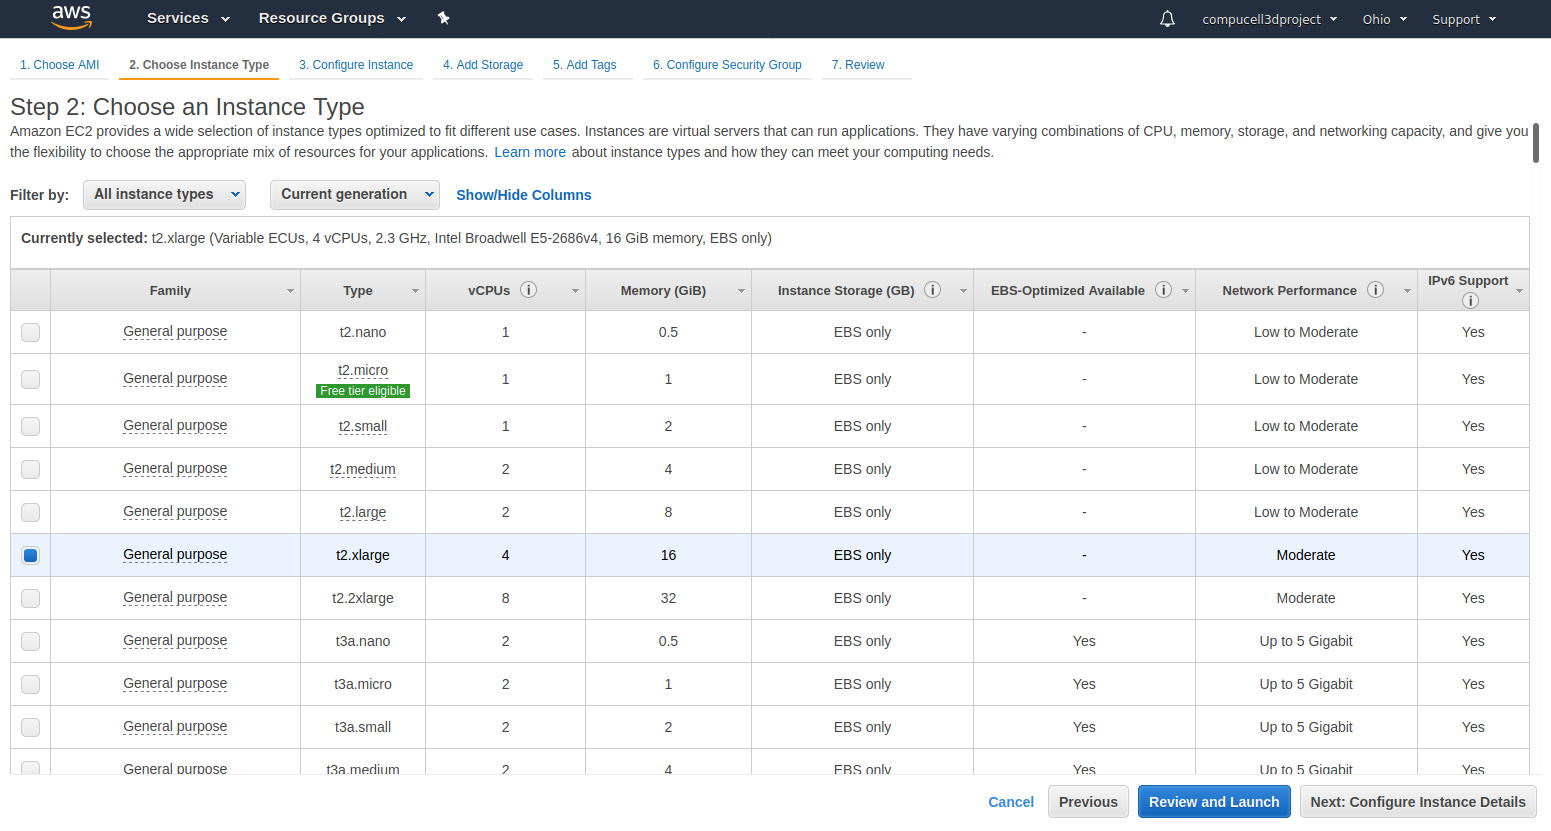 aws Services Resource Groups compucell3dproject Ohio Support
1. Choose AMI 2. Choose Instance Type 3. Configure Instance 4. Add Storage 5. Add Tags 6. Configure Security Group 7. Review
Step 2: Choose an Instance Type
Amazon EC2 provides a wide selection of instance types optimized to fit different use cases. Instances are virtual servers that can run applications. They have varying combinations of CPU, memory, storage, and networking capacity, and give you
the flexibility to choose the appropriate mix of resources for your applications. Learn more about instance types and how they can meet your computing needs.
Filter by: All instance types Current generation Show/Hide Columns
Currently selected: t2.xlarge (Variable ECUs, 4 vCPUs, 2.3 GHz, Intel Broadwell E5-2686v4, 16 GiB memory, EBS only)
Family Type vCPUs i Memory (GiB) Instance Storage (GB) i EBS-Optimized Available i Network Performance i IPv6 Support i
General purpose t2.nano 1 0.5 EBS only - Low to Moderate Yes
General purpose t2.micro 1 1 EBS only - Low to Moderate Yes
Free tier eligible
General purpose t2.small 1 2 EBS only - Low to Moderate Yes
General purpose t2.medium 2 4 EBS only - Low to Moderate Yes
General purpose t2.large 2 8 EBS only - Low to Moderate Yes
General purpose t2.xlarge 4 16 EBS only - Moderate Yes
General purpose t2.2xlarge 8 32 EBS only - Moderate Yes
General purpose t3a.nano 2 0.5 EBS only Yes Up to 5 Gigabit Yes
General purpose t3a.micro 2 1 EBS only Yes Up to 5 Gigabit Yes
General purpose t3a.small 2 2 EBS only Yes Up to 5 Gigabit Yes
General purpose t3a.medium 2 4 EBS only Yes Up to 5 Gigabit Yes
Cancel Previous Review and Launch Next: Configure Instance Details